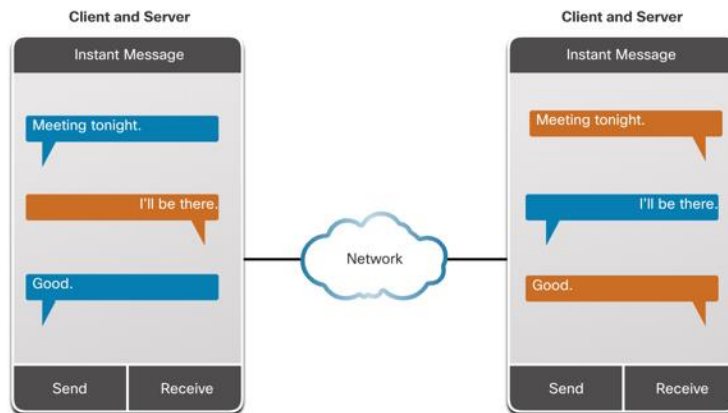 Client and Server
Instant Message
Meeting tonight.
I'll be there.
Good.
Send Receive
Network
Client and Server
Instant Message
Meeting tonight.
I'll be there.
Good.
Send Receive